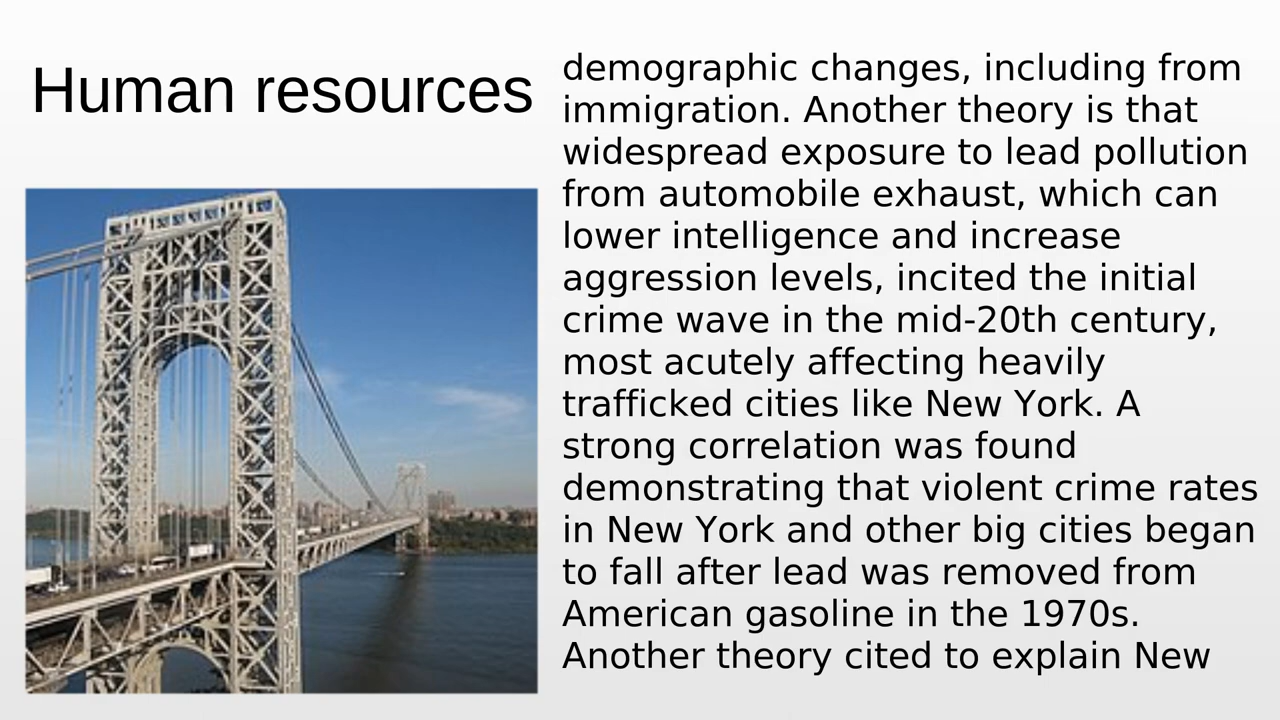 Human resources
demographic changes, including from
immigration. Another theory is that
widespread exposure to lead pollution
from automobile exhaust, which can
lower intelligence and increase
aggression levels, incited the initial
crime wave in the mid-20th century,
most acutely affecting heavily
trafficked cities like New York. A
strong correlation was found
demonstrating that violent crime rates
in New York and other big cities began
to fall after lead was removed from
American gasoline in the 1970s.
Another theory cited to explain New